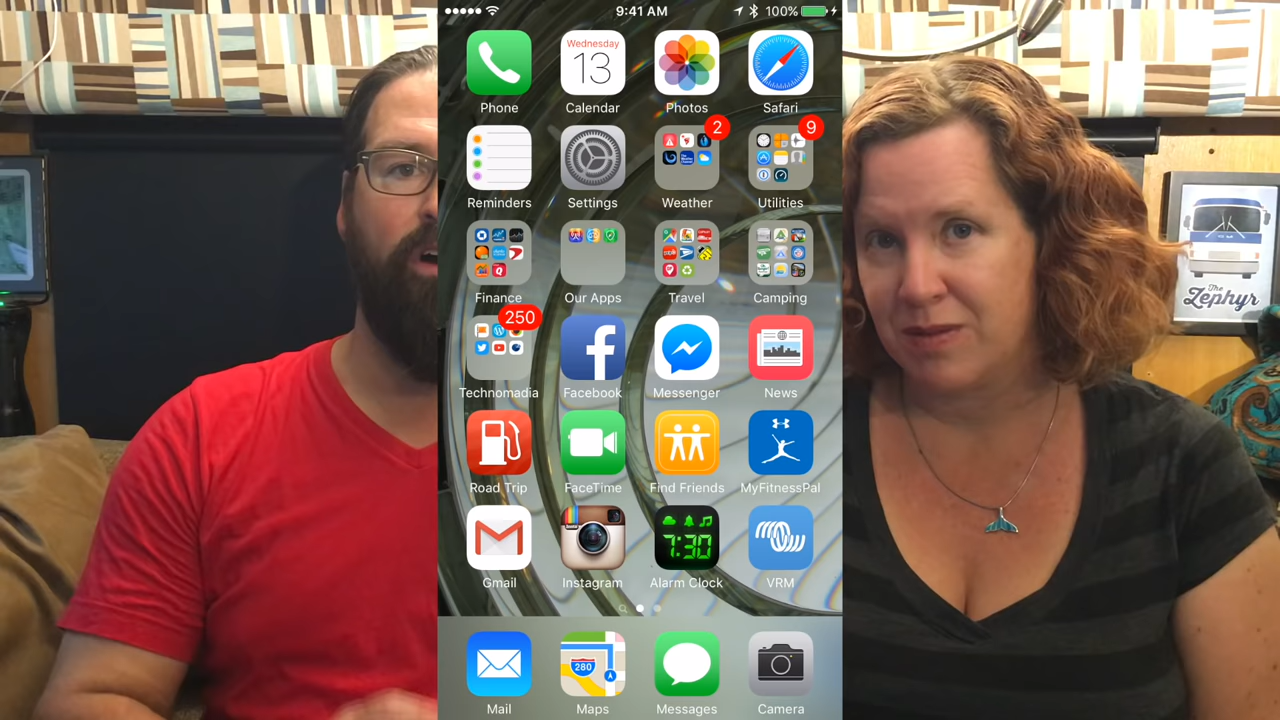 9:41 AM
100%
Wednesday
13
Phone
Calendar
Photos
Safari
2
9
Reminders
Settings
Weather
Utilities
Finance
Our Apps
Travel
Camping
250
Technomadia
Facebook
Messenger
News
Road Trip
FaceTime
Find Friends
MyFitnessPal
7:30
Gmail
Instagram
Alarm Clock
VRM
280
Mail
Maps
Messages
Camera
The
Zephyr